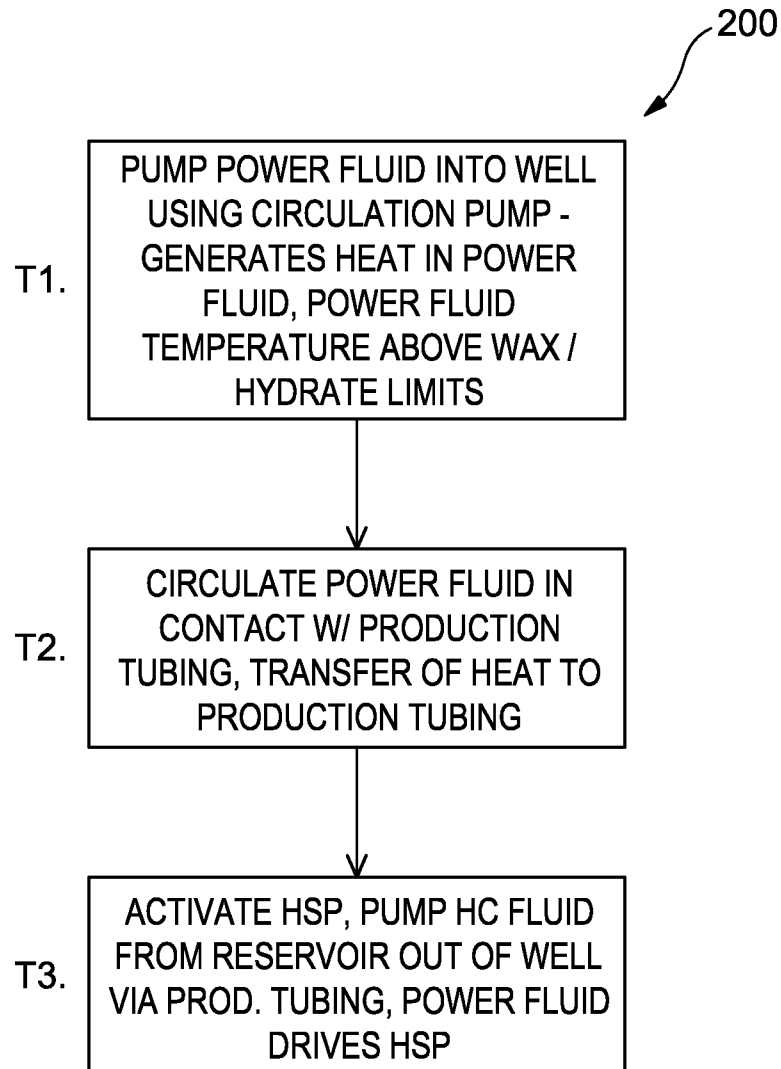 200
PUMP POWER FLUID INTO WELL
USING CIRCULATION PUMP -
GENERATES HEAT IN POWER
FLUID, POWER FLUID
TEMPERATURE ABOVE WAX /
HYDRATE LIMITS
T1.
CIRCULATE POWER FLUID IN
CONTACT W/ PRODUCTION
TUBING, TRANSFER OF HEAT TO
PRODUCTION TUBING
T2.
ACTIVATE HSP, PUMP HC FLUID
FROM RESERVOIR OUT OF WELL
VIA PROD. TUBING, POWER FLUID
DRIVES HSP
T3.